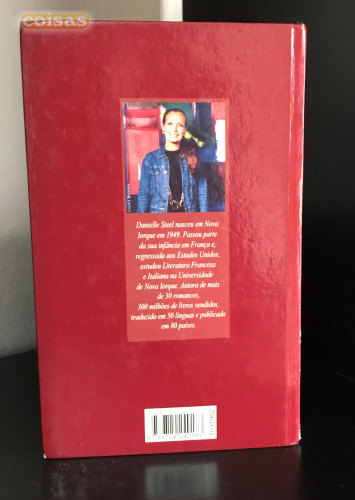 coisas
Danielle Steel nasceu em Nova
Iorque em 1949. Passou parte
da sua infância em França e,
regressada aos Estados Unidos,
estudou Literatura Francesa
e Italiana na Universidade
de Nova Iorque. Autora de mais
de 50 romances,
300 milhões de livros vendidos,
traduzida em 50 línguas e publicada
em 80 países.